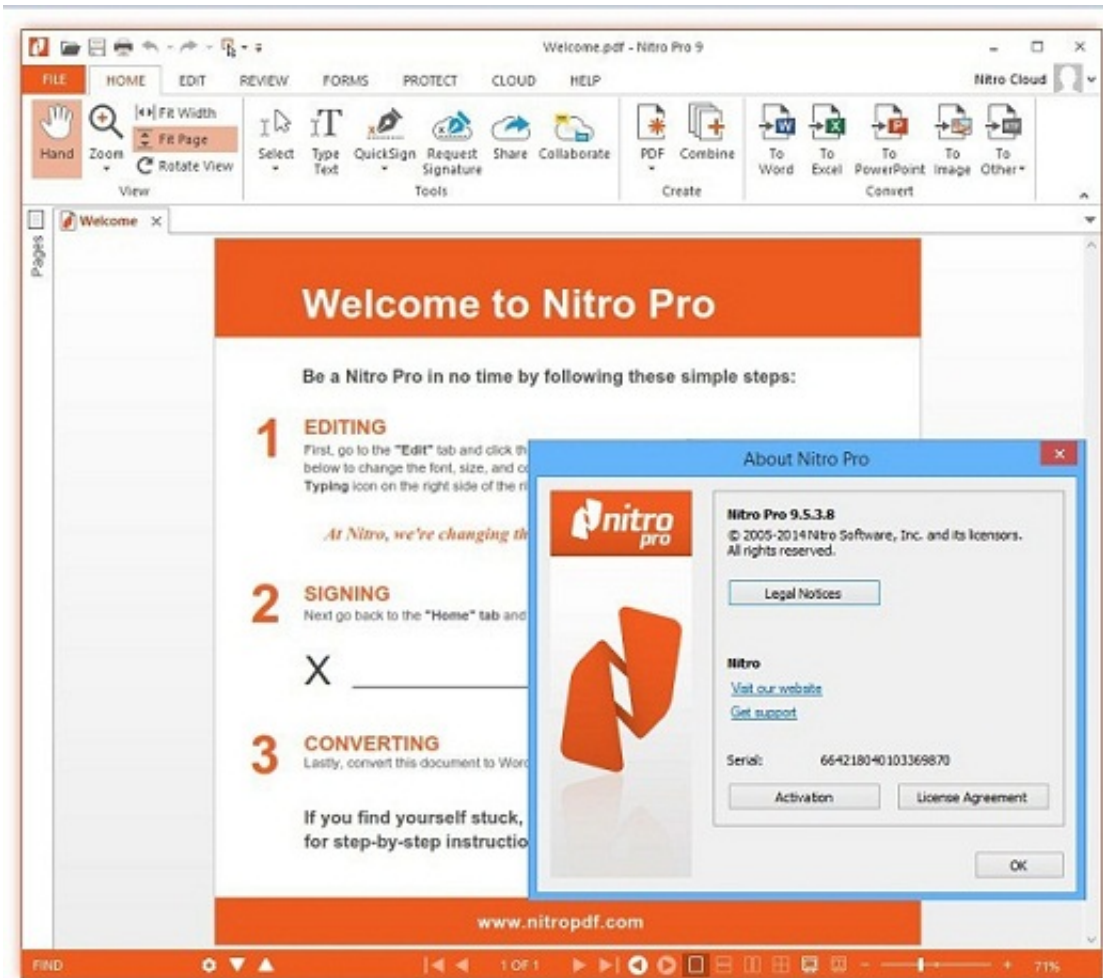 Welcome.pdf - Nitro Pro 9
FILE HOME EDIT REVIEW FORMS PROTECT CLOUD HELP Nitro Cloud
Hand
Zoom
Fit Width
Fit Page
Rotate View
View
Select
Type Text
QuickSign
Request Signature
Share
Collaborate
Tools
PDF
Combine
Create
To Word
To Excel
To PowerPoint
To Image
To Other
Convert
Pages
Welcome
Welcome to Nitro Pro
Be a Nitro Pro in no time by following these simple steps:
1 EDITING
First, go to the "Edit" tab and click th
below to change the font, size, and co
Typing icon on the right side of the ri
At Nitro, we're changing th
2 SIGNING
Next go back to the "Home" tab and
X
3 CONVERTING
Lastly, convert this document to Word
If you find yourself stuck,
for step-by-step instructio
www.nitropdf.com
About Nitro Pro
nitro
pro
Nitro Pro 9.5.3.8
© 2005-2014 Nitro Software, Inc. and its licensors.
All rights reserved.
Legal Notices
Nitro
Visit our website
Get support
Serial: 664218040103369870
Activation License Agreement
OK
FIND 1 OF 1 71%